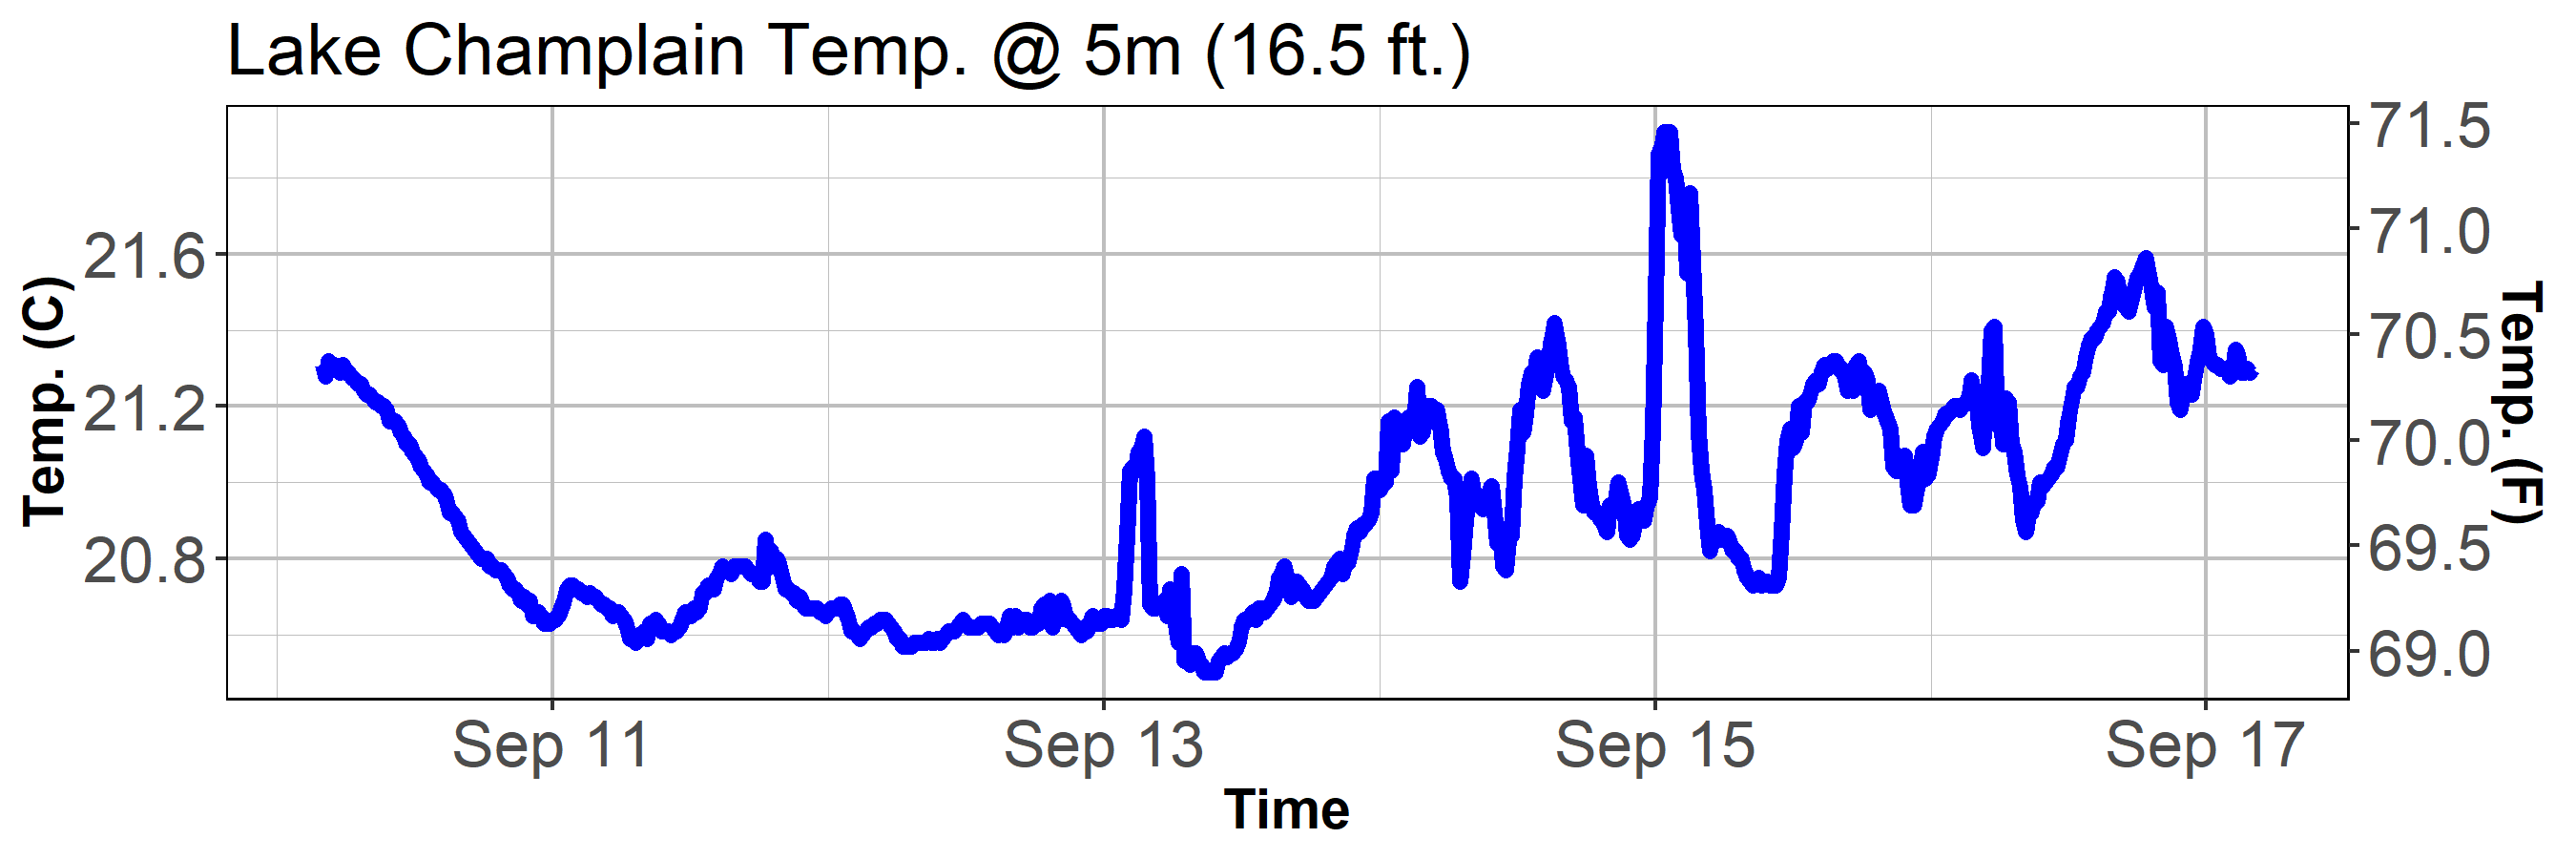 Lake Champlain Temp. @ 5m (16.5 ft.)
Temp. (C)
21.6
21.2
20.8
71.5
71.0
70.5
70.0
69.5
69.0
Temp. (F)
Sep 11 Sep 13 Sep 15 Sep 17
Time